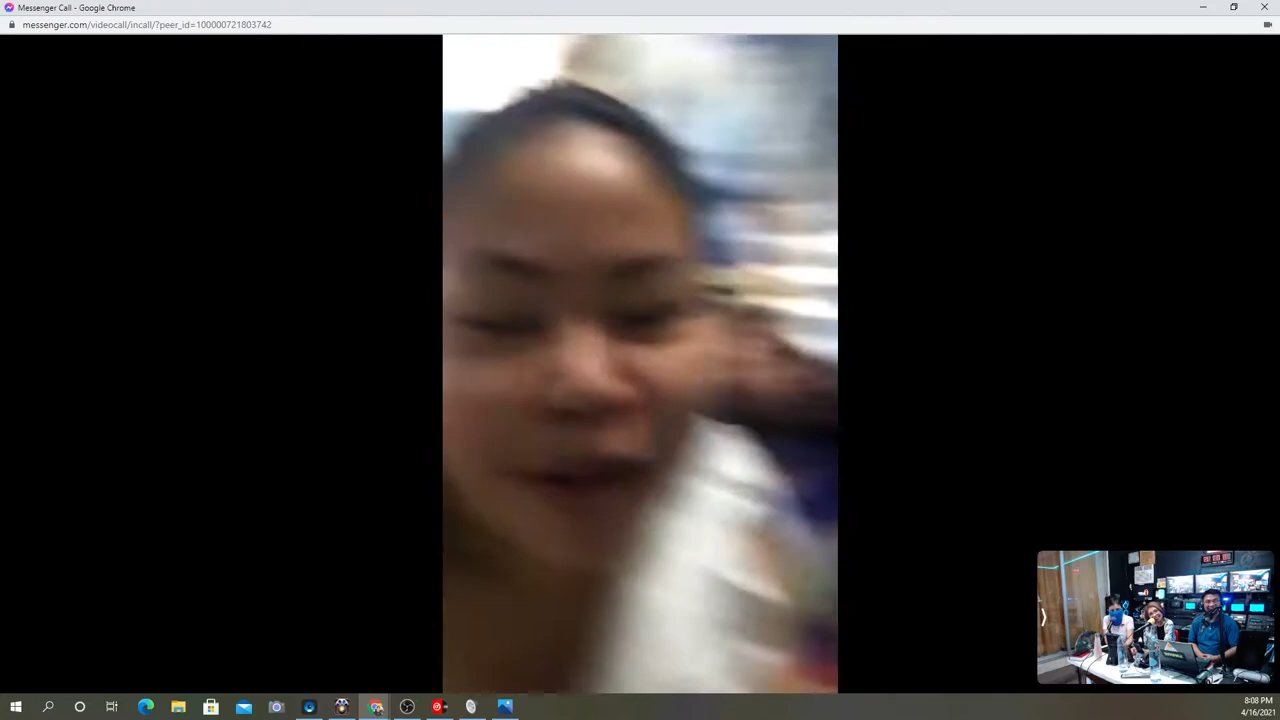 Messenger Call - Google Chrome
messenger.com/videocall/incall/?peer_id=100000721803742
8:08 PM
4/16/2021